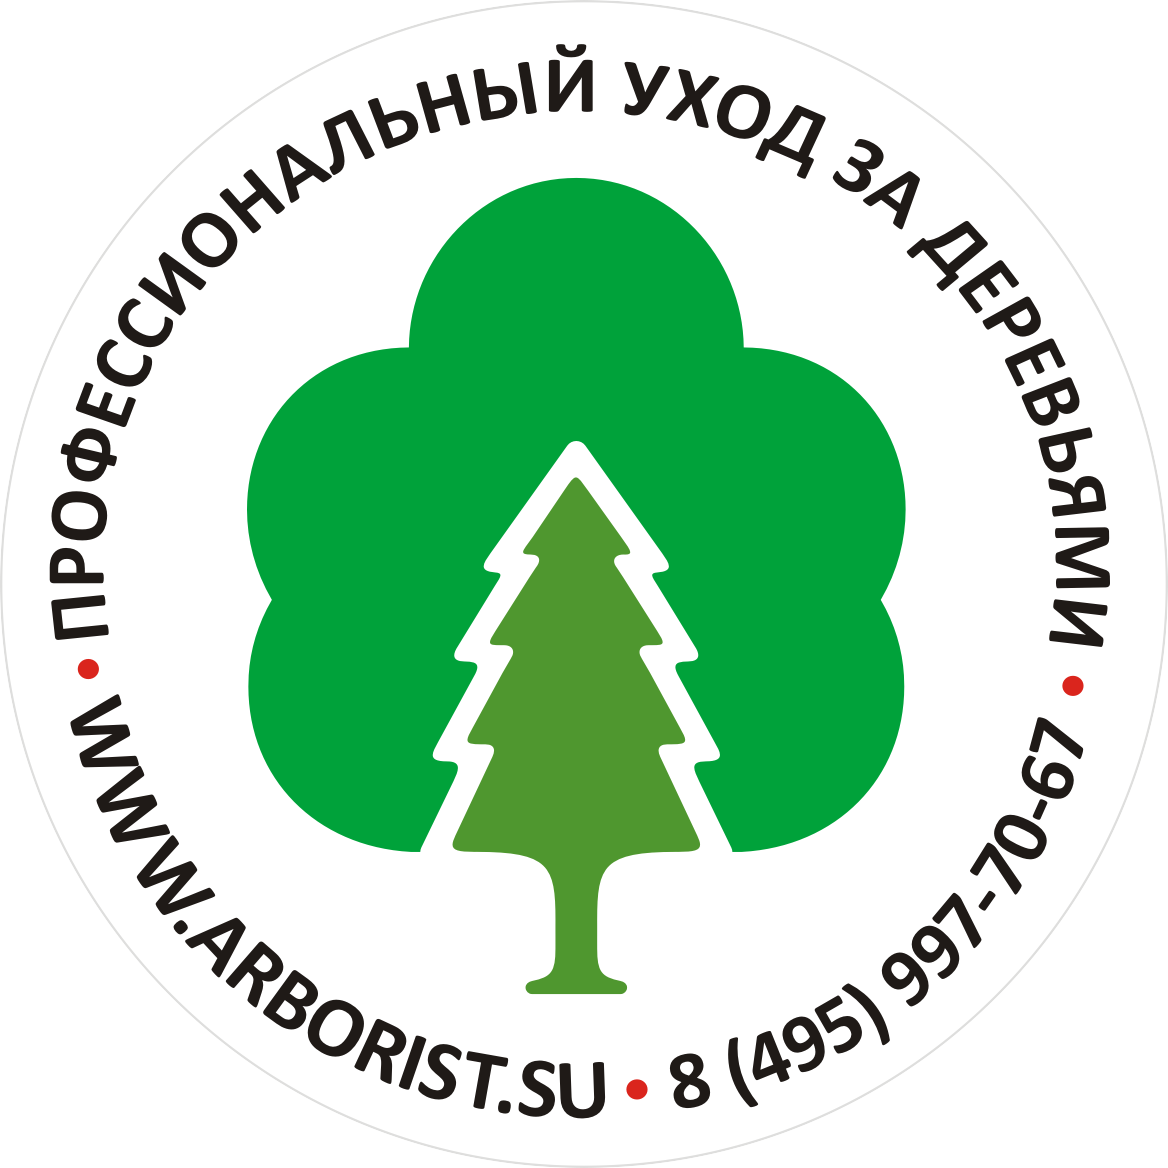 ПРОФЕССИОНАЛЬНЫЙ УХОД ЗА ДЕРЕВЬЯМИ
WWW.ARBORIST.SU • 8 (495) 997-70-67